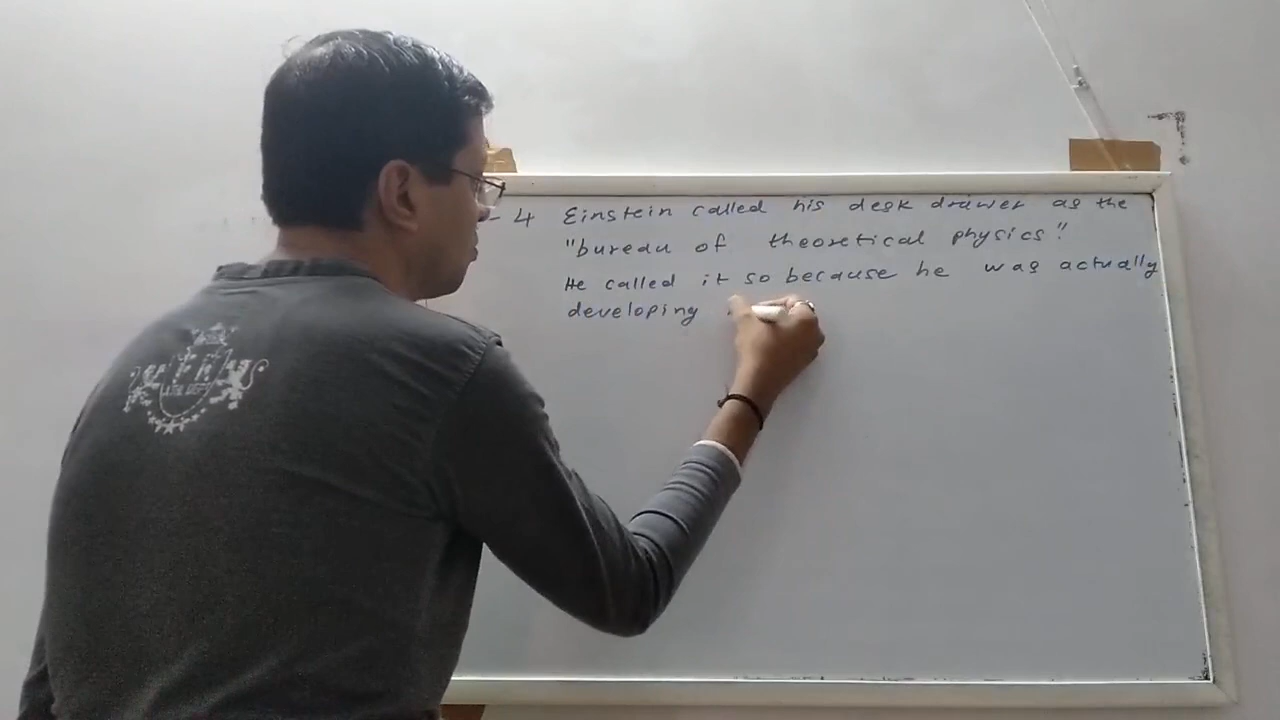 - 4 Einstein called his desk drawer as the
"bureau of theoretical physics".
He called it so because he was actually
developing